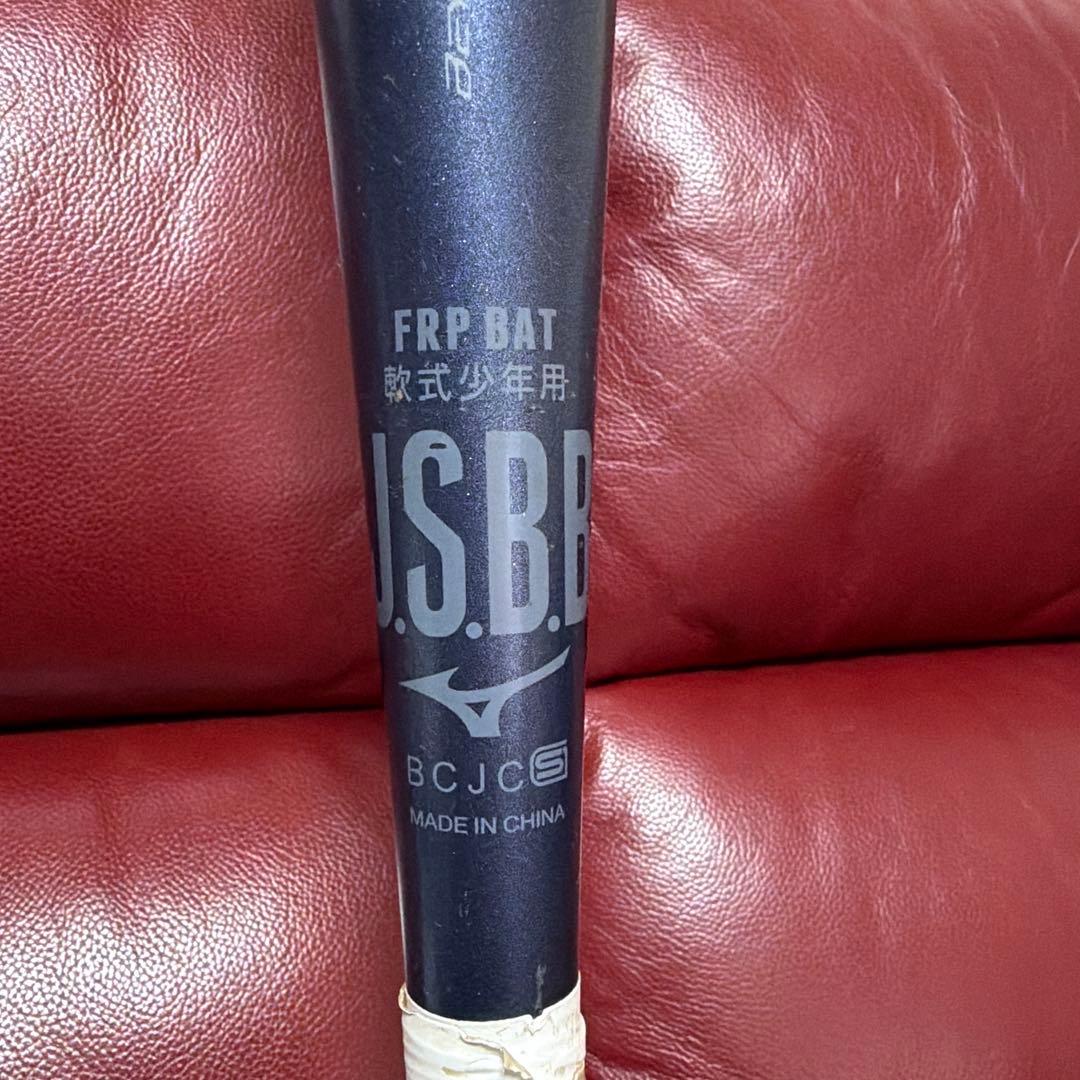 FRP BAT
軟式少年用
J.S.B.B
BCJC S
MADE IN CHINA